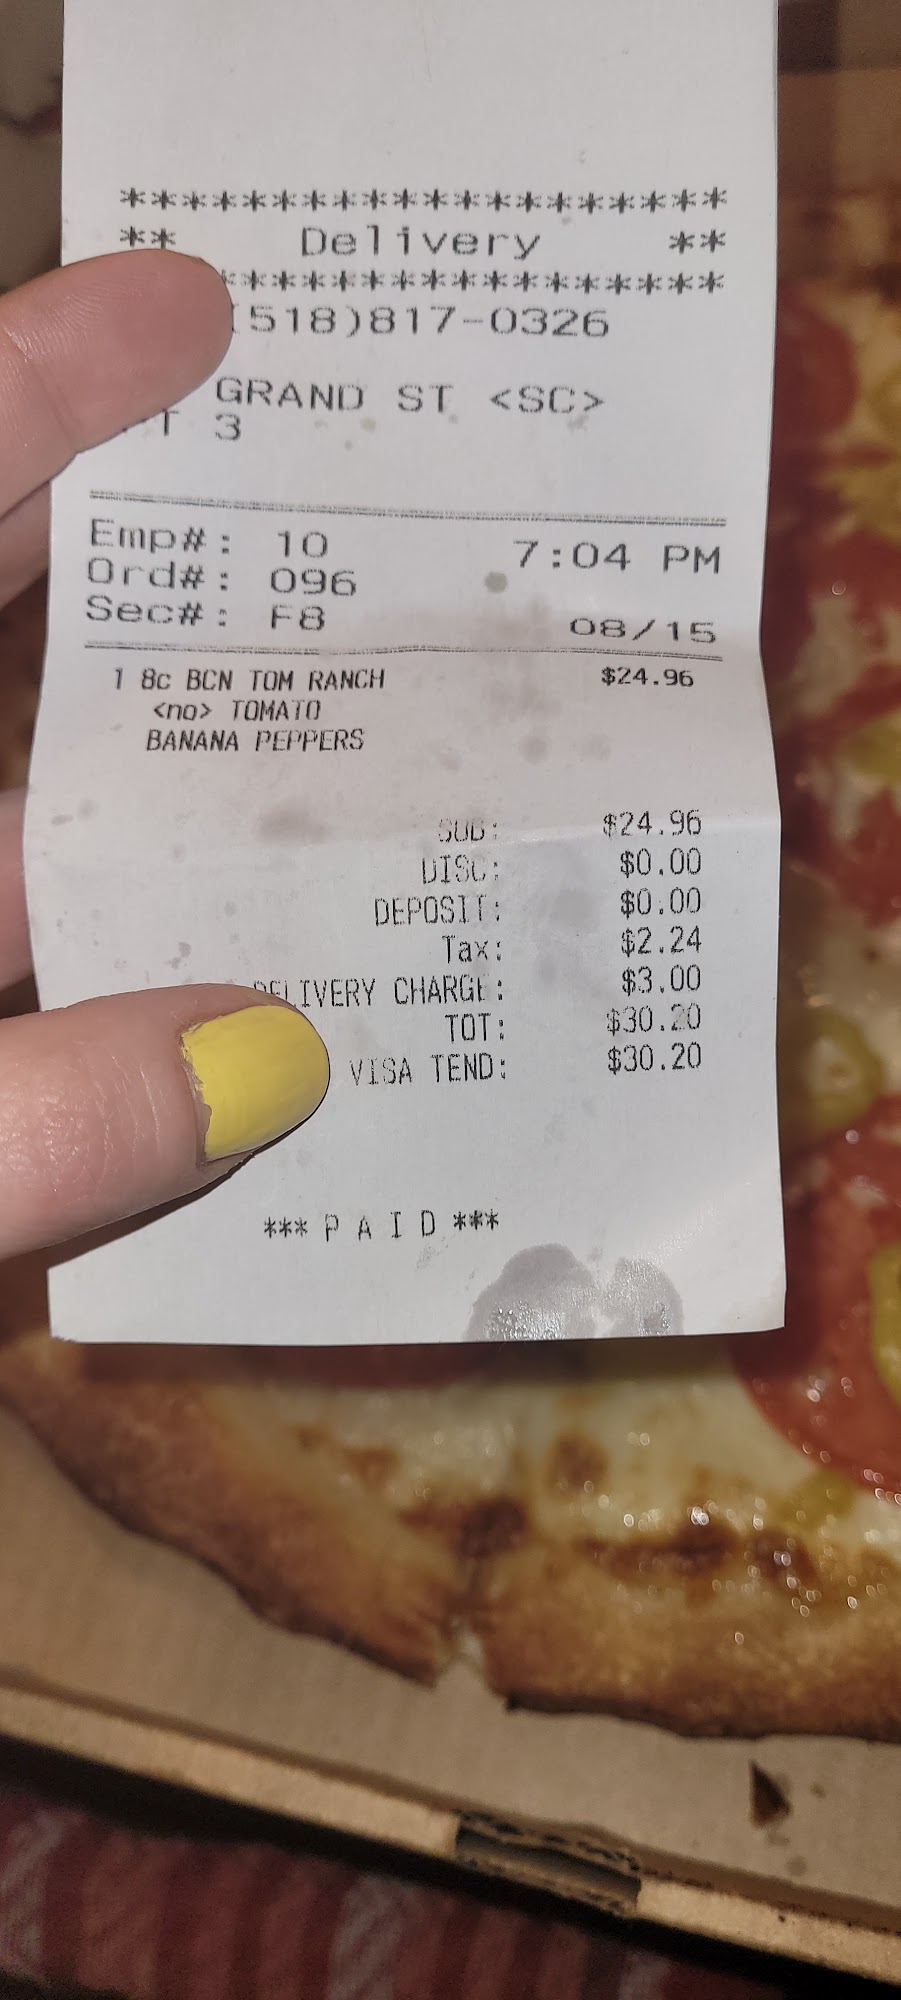 ********************
** Delivery **
*****************
(518)817-0326
GRAND ST <SC>
3
Emp#: 10 7:04 PM
Ord#: 096
Sec#: F8 08/15
1 8c BCN TOM RANCH $24.96
<no> TOMATO
BANANA PEPPERS
SUB: $24.96
DISC: $0.00
DEPOSIT: $0.00
Tax: $2.24
DELIVERY CHARGE: $3.00
TOT: $30.20
VISA TEND: $30.20
*** P A I D ***